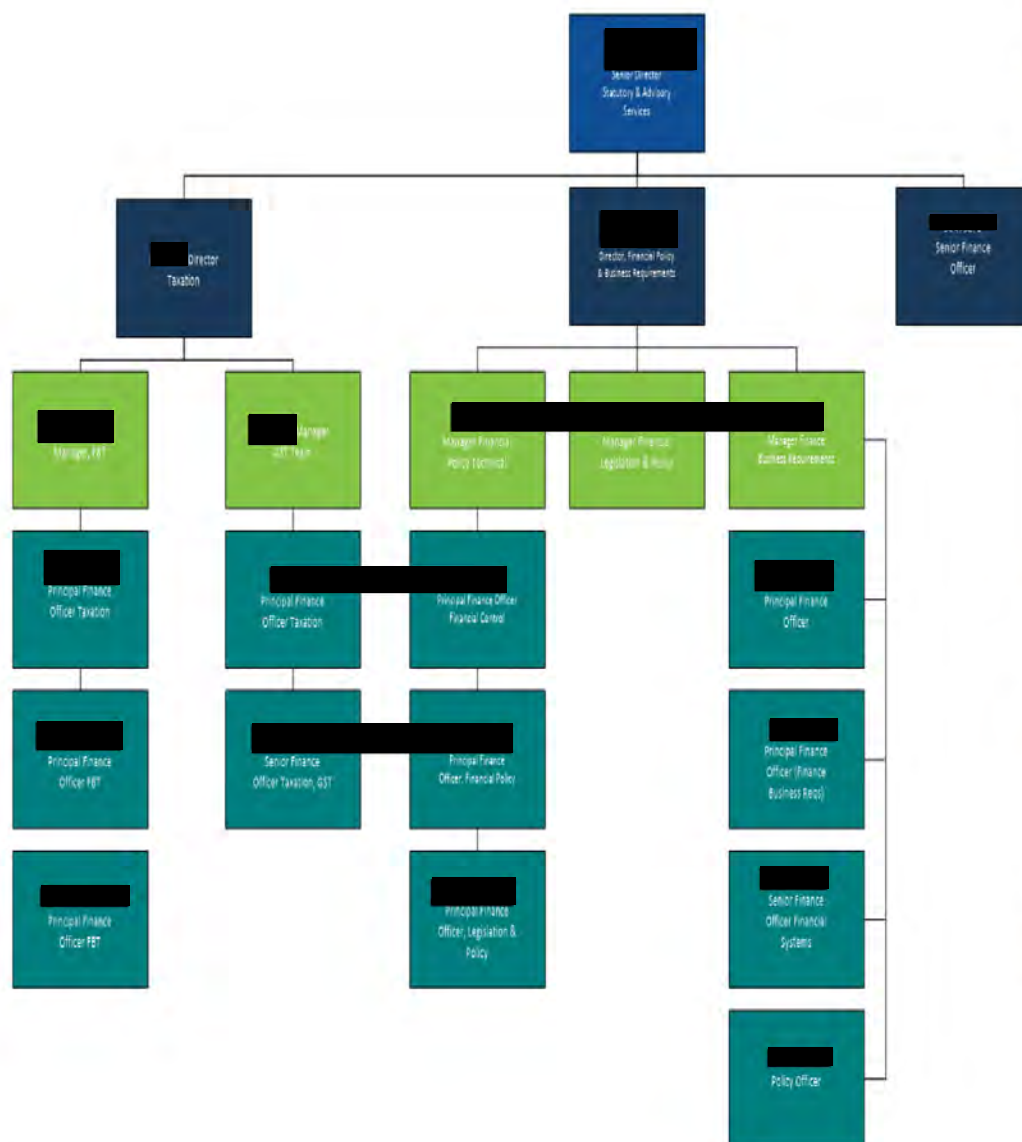 Senior Director
Statutory & Advisory
Services
Director
Taxation
Director, Financial Policy
& Business Requirements
Senior Finance
Officer
Manager, FBT
Manager
GST Team
Manager Financial
Policy Technical
Manager Financial
Legislation & Policy
Manager Finance
Business Requirements
Principal Finance
Officer Taxation
Principal Finance
Officer Taxation
Principal Finance Officer
Financial Control
Principal Finance
Officer
Principal Finance
Officer FBT
Senior Finance
Officer Taxation, GST
Principal Finance
Officer, Financial Policy
Principal Finance
Officer (Finance
Business Reqs)
Principal Finance
Officer FBT
Principal Finance
Officer, Legislation &
Policy
Senior Finance
Officer Financial
Systems
Policy Officer